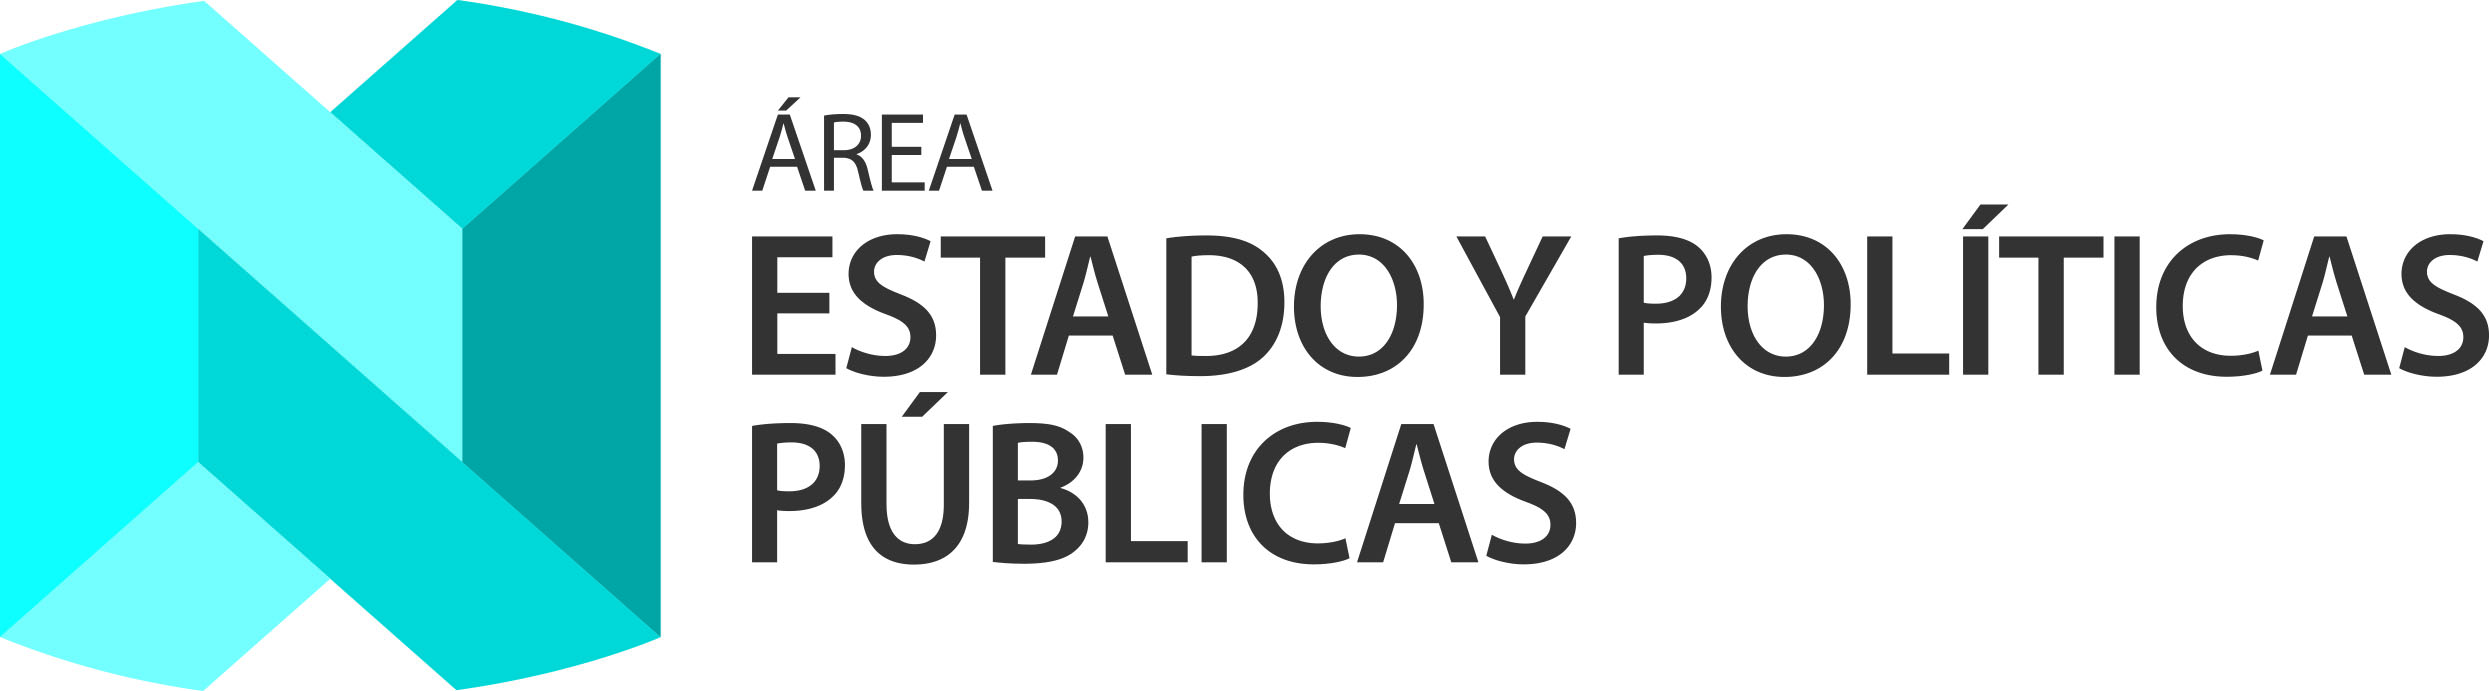 ÁREA
ESTADO Y POLÍTICAS
PÚBLICAS